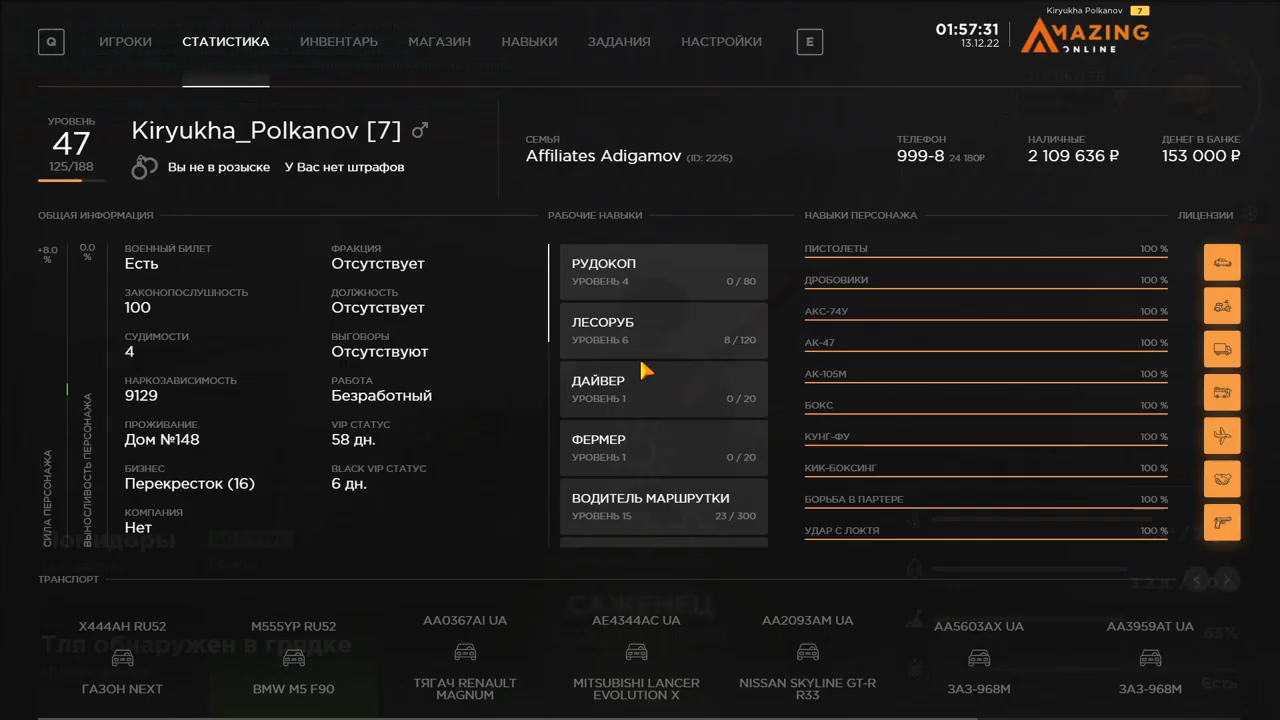 Kiryukha Polkanov 7
Q ИГРОКИ СТАТИСТИКА ИНВЕНТАРЬ МАГАЗИН НАВЫКИ ЗАДАНИЯ НАСТРОЙКИ E
01:57:31
13.12.22
AMAZING
ONLINE
УРОВЕНЬ
47
125/188
Kiryukha_Polkanov [7]
Вы не в розыске У Вас нет штрафов
СЕМЬЯ
Affiliates Adigamov (ID: 2226)
ТЕЛЕФОН
999-8 24 180₽
НАЛИЧНЫЕ
2 109 636 ₽
ДЕНЕГ В БАНКЕ
153 000 ₽
ОБЩАЯ ИНФОРМАЦИЯ
+8.0
%
СИЛА ПЕРСОНАЖА
0.0
%
ВЫНОСЛИВОСТЬ ПЕРСОНАЖА
ВОЕННЫЙ БИЛЕТ
Есть
ЗАКОНОПОСЛУШНОСТЬ
100
СУДИМОСТИ
4
НАРКОЗАВИСИМОСТЬ
9129
ПРОЖИВАНИЕ
Дом №148
БИЗНЕС
Перекресток (16)
КОМПАНИЯ
Нет
ФРАКЦИЯ
Отсутствует
ДОЛЖНОСТЬ
Отсутствует
ВЫГОВОРЫ
Отсутствуют
РАБОТА
Безработный
VIP СТАТУС
58 дн.
BLACK VIP СТАТУС
6 дн.
РАБОЧИЕ НАВЫКИ
РУДОКОП
УРОВЕНЬ 4 0 / 80
ЛЕСОРУБ
УРОВЕНЬ 6 8 / 120
ДАЙВЕР
УРОВЕНЬ 1 0 / 20
ФЕРМЕР
УРОВЕНЬ 1 0 / 20
ВОДИТЕЛЬ МАРШРУТКИ
УРОВЕНЬ 15 23 / 300
НАВЫКИ ПЕРСОНАЖА
ПИСТОЛЕТЫ 100 %
ДРОБОВИКИ 100 %
АКС-74У 100 %
АК-47 100 %
АК-105М 100 %
БОКС 100 %
КУНГ-ФУ 100 %
КИК-БОКСИНГ 100 %
БОРЬБА В ПАРТЕРЕ 100 %
УДАР С ЛОКТЯ 100 %
ЛИЦЕНЗИИ
Помидоры
САЖЕНЕЦ
Тля обнаружен в грядке
63%
Есть
ТРАНСПОРТ
X444AH RU52
ГАЗОН NEXT
M555YP RU52
BMW M5 F90
AA0367AI UA
ТЯГАЧ RENAULT
MAGNUM
AE4344AC UA
MITSUBISHI LANCER
EVOLUTION X
AA2093AM UA
NISSAN SKYLINE GT-R
R33
AA5603AX UA
ЗАЗ-968М
AA3959AT UA
ЗАЗ-968М